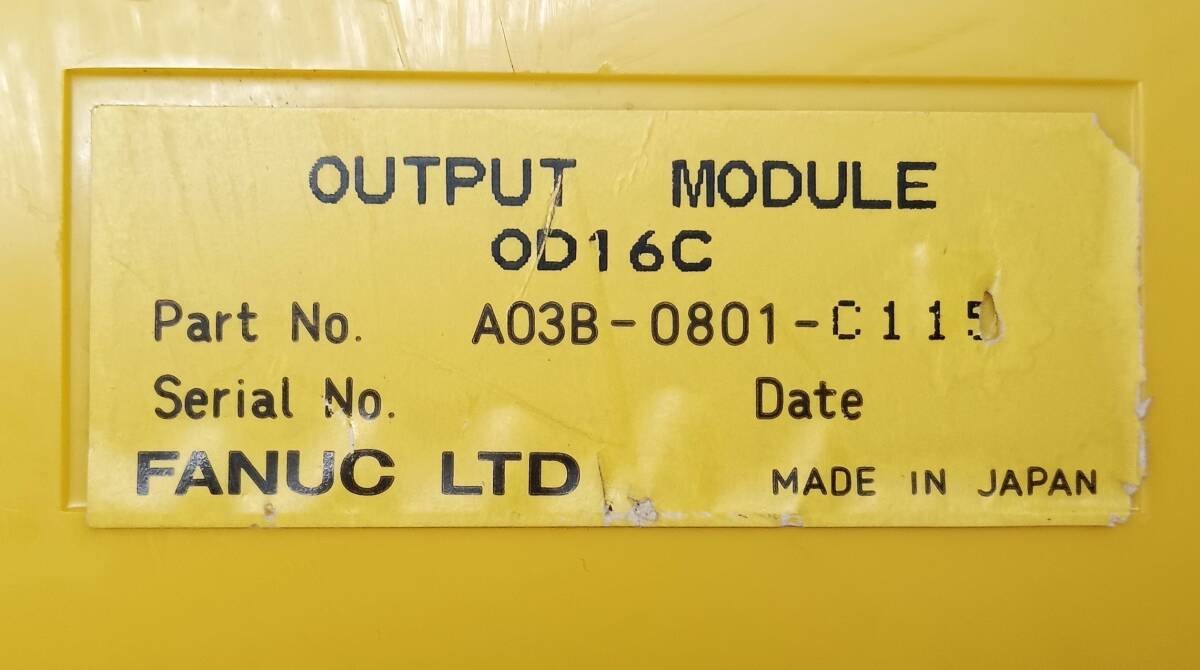 OUTPUT MODULE
OD16C
Part No. A03B-0801-C115
Serial No. Date
FANUC LTD MADE IN JAPAN